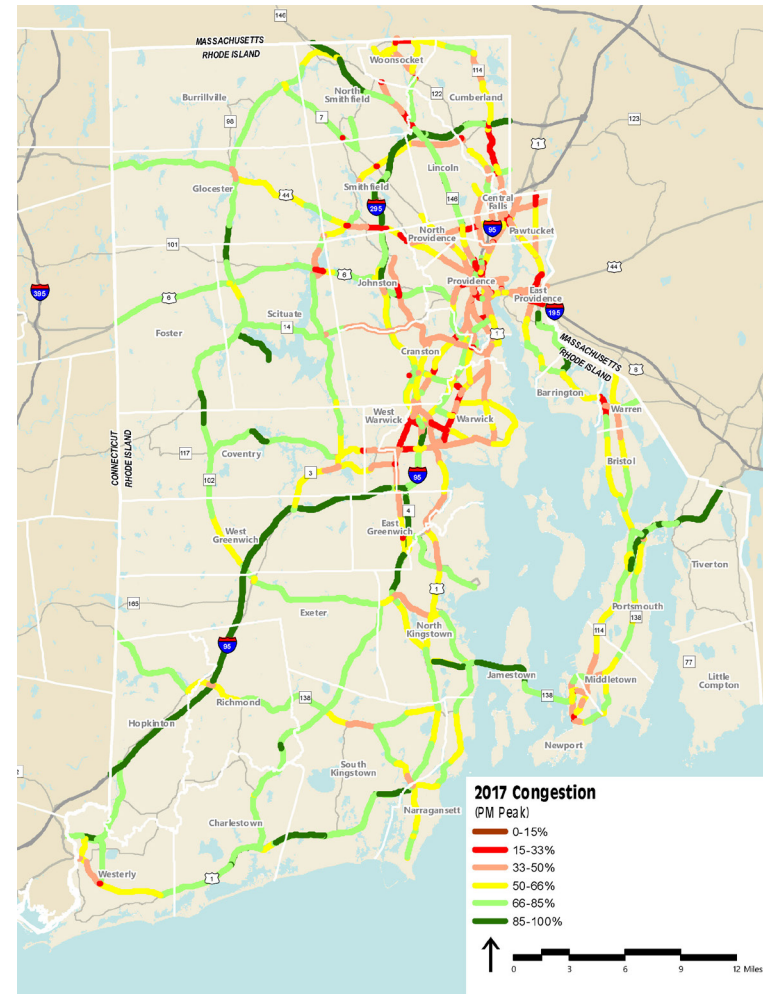 146
MASSACHUSETTS
RHODE ISLAND
Woonsocket
114
Burrillville
North
Smithfield
122
Cumberland
98
7
123
1
Lincoln
Glocester
44
Smithfield
295
146
Central
Falls
95
Pawtucket
North
Providence
101
44
6
Johnston
Providence
395
6
East
Providence
195
Scituate
14
Foster
1
MASSACHUSETTS
RHODE ISLAND
Cranston
6
Barrington
Warren
West
Warwick
Warwick
CONNECTICUT
RHODE ISLAND
117
Coventry
Bristol
3
95
102
4
East
Greenwich
West
Greenwich
Tiverton
1
165
Exeter
Portsmouth
138
114
North
Kingstown
95
77
Jamestown
Middletown
Little
Compton
138
138
Richmond
Hopkinton
Newport
South
Kingstown
2
2017 Congestion
(PM Peak)
0-15%
15-33%
33-50%
50-66%
66-85%
85-100%
Narragansett
Charlestown
Westerly
1
0 3 6 9 12 Miles